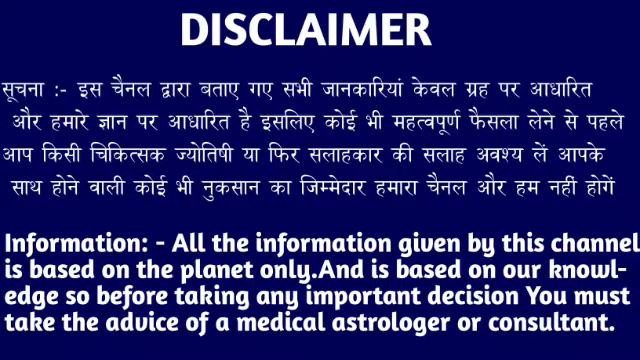 DISCLAIMER
सूचना :- इस चैनल द्वारा बताए गए सभी जानकारियां केवल ग्रह पर आधारित
और हमारे ज्ञान पर आधारित है इसलिए कोई भी महत्वपूर्ण फैसला लेने से पहले
आप किसी चिकित्सक ज्योतिषी या फिर सलाहकार की सलाह अवश्य लें आपके
साथ होने वाली कोई भी नुकसान का जिम्मेदार हमारा चैनल और हम नहीं होगें
Information: - All the information given by this channel
is based on the planet only.And is based on our knowl-
edge so before taking any important decision You must
take the advice of a medical astrologer or consultant.